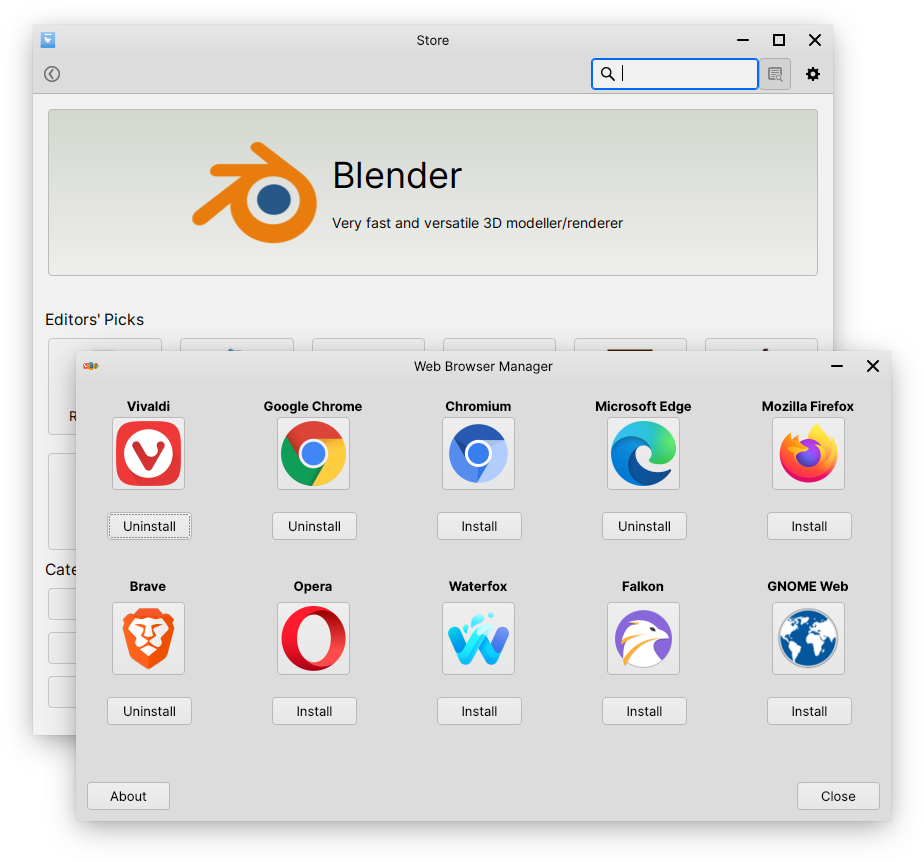 Store
Blender
Very fast and versatile 3D modeller/renderer
Editors' Picks
R
Cate
Web Browser Manager
Vivaldi Google Chrome Chromium Microsoft Edge Mozilla Firefox
Uninstall Uninstall Install Uninstall Install
Brave Opera Waterfox Falkon GNOME Web
Uninstall Install Install Install Install
About Close